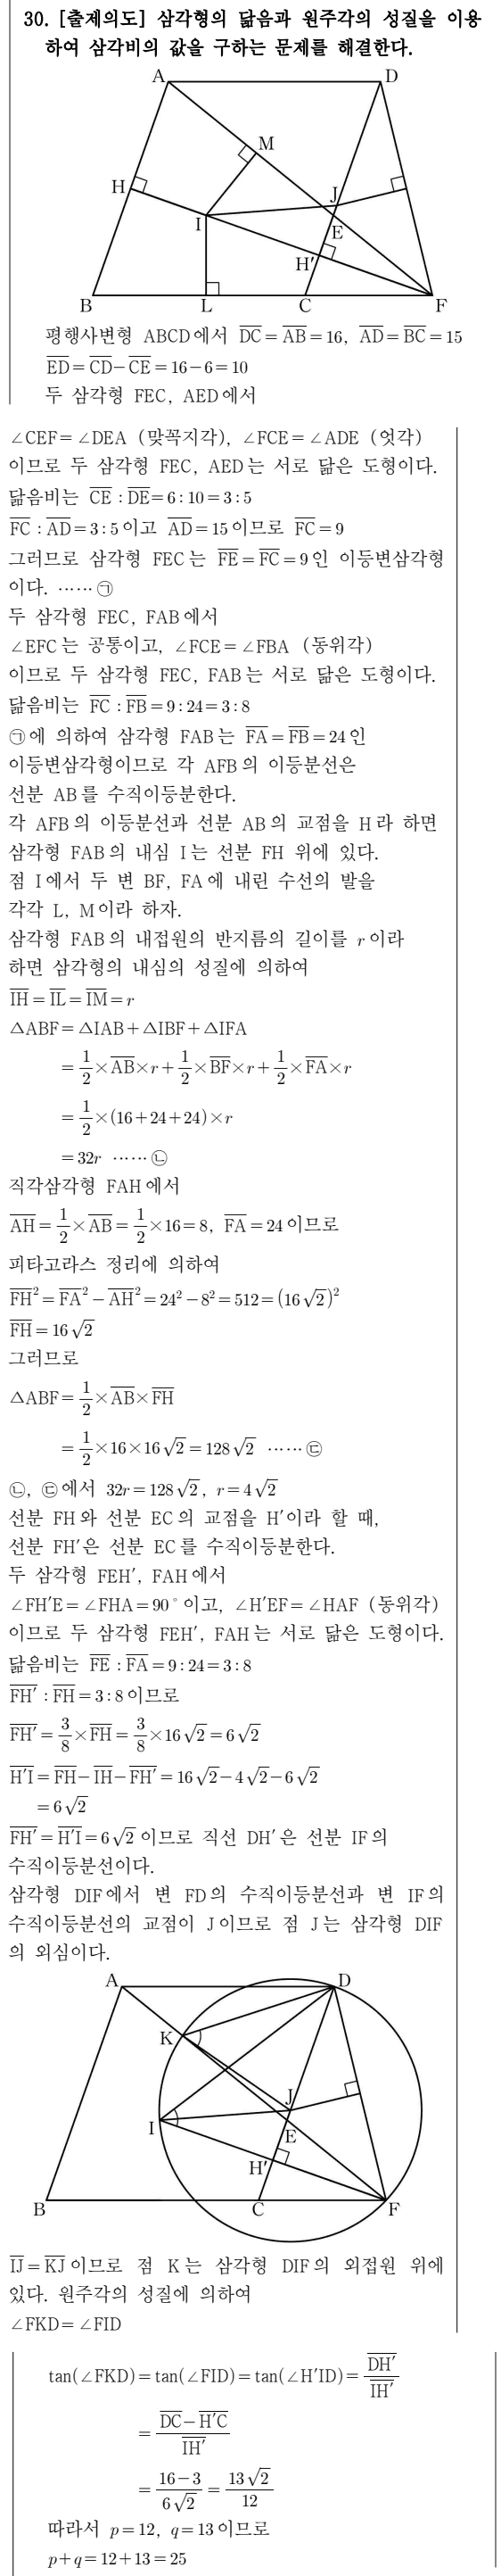 30. [출제의도] 삼각형의 닮음과 원주각의 성질을 이용
하여 삼각비의 값을 구하는 문제를 해결한다.
A
D
M
H
I
J
E
H′
B
L
C
F
평행사변형 ABCD에서 DC=AB=16, AD=BC=15
ED=CD−CE=16−6=10
두 삼각형 FEC, AED에서
∠CEF=∠DEA (맞꼭지각), ∠FCE=∠ADE (엇각)
이므로 두 삼각형 FEC, AED는 서로 닮은 도형이다.
닮음비는 CE : DE=6 : 10=3 : 5
FC : AD=3 : 5이고 AD=15이므로 FC=9
그러므로 삼각형 FEC는 FE=FC=9인 이등변삼각형
이다. ⋯⋯ ㉠
두 삼각형 FEC, FAB에서
∠EFC는 공통이고, ∠FCE=∠FBA (동위각)
이므로 두 삼각형 FEC, FAB는 서로 닮은 도형이다.
닮음비는 FC : FB=9 : 24=3 : 8
㉠에 의하여 삼각형 FAB는 FA=FB=24인
이등변삼각형이므로 각 AFB의 이등분선은
선분 AB를 수직이등분한다.
각 AFB의 이등분선과 선분 AB의 교점을 H라 하면
삼각형 FAB의 내심 I는 선분 FH 위에 있다.
점 I에서 두 변 BF, FA에 내린 수선의 발을
각각 L, M이라 하자.
삼각형 FAB의 내접원의 반지름의 길이를 r이라
하면 삼각형의 내심의 성질에 의하여
IH=IL=IM=r
△ABF=△IAB+△IBF+△IFA
=1/2×AB×r+1/2×BF×r+1/2×FA×r
=1/2×(16+24+24)×r
=32r ⋯⋯ ㉡
직각삼각형 FAH에서
AH=1/2×AB=1/2×16=8, FA=24이므로
피타고라스 정리에 의하여
FH²=FA²−AH²=24²−8²=512=(16√2)²
FH=16√2
그러므로
△ABF=1/2×AB×FH
=1/2×16×16√2=128√2 ⋯⋯ ㉢
㉡, ㉢에서 32r=128√2, r=4√2
선분 FH와 선분 EC의 교점을 H′이라 할 때,
선분 FH′은 선분 EC를 수직이등분한다.
두 삼각형 FEH′, FAH에서
∠FH′E=∠FHA=90°이고, ∠H′EF=∠HAF (동위각)
이므로 두 삼각형 FEH′, FAH는 서로 닮은 도형이다.
닮음비는 FE : FA=9 : 24=3 : 8
FH′ : FH=3 : 8이므로
FH′=3/8×FH=3/8×16√2=6√2
H′I=FH−IH−FH′=16√2−4√2−6√2
=6√2
FH′=H′I=6√2이므로 직선 DH′은 선분 IF의
수직이등분선이다.
삼각형 DIF에서 변 FD의 수직이등분선과 변 IF의
수직이등분선의 교점이 J이므로 점 J는 삼각형 DIF
의 외심이다.
A
D
K
J
I
E
H′
B
C
F
IJ=KJ이므로 점 K는 삼각형 DIF의 외접원 위에
있다. 원주각의 성질에 의하여
∠FKD=∠FID
tan(∠FKD)=tan(∠FID)=tan(∠H′ID)=DH′/IH′
=(DC−H′C)/IH′
=(16−3)/(6√2)=13√2/12
따라서 p=12, q=13이므로
p+q=12+13=25